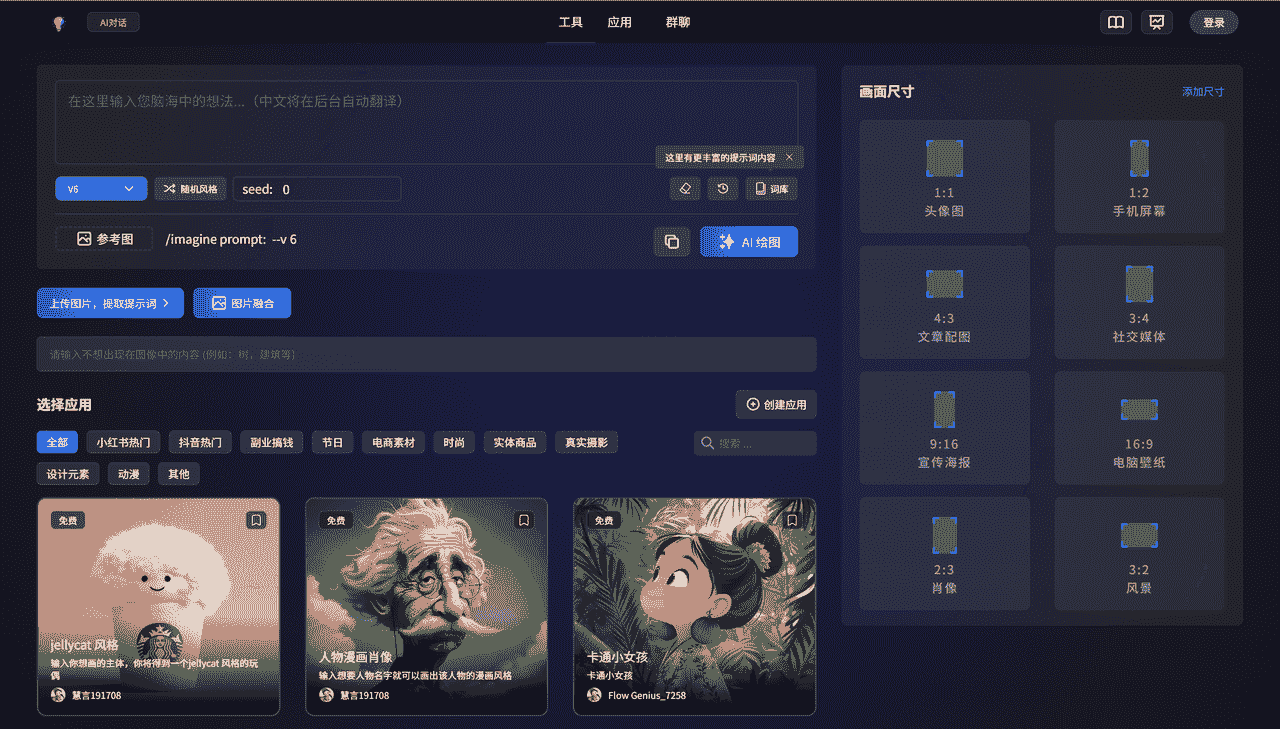 AI对话
工具
应用
群聊
登录
在这里输入您脑海中的想法...（中文将在后台自动翻译）
这里有更丰富的提示词内容
V6
随机风格
seed: 0
词库
参考图
/imagine prompt: --v 6
AI 绘图
上传图片，提取提示词
图片融合
请输入不想出现在图像中的内容 (例如：树，建筑等)
选择应用
创建应用
全部
小红书热门
抖音热门
副业搞钱
节日
电商素材
时尚
实体商品
真实摄影
搜索 ...
设计元素
动漫
其他
免费
jellycat 风格
输入你想画的主体，你将得到一个jellycat 风格的玩
偶
慧言191708
免费
人物漫画肖像
输入想要人物名字就可以画出该人物的漫画风格
慧言191708
免费
卡通小女孩
卡通小女孩
Flow Genius_7258
画面尺寸
添加尺寸
1:1
头像图
1:2
手机屏幕
4:3
文章配图
3:4
社交媒体
9:16
宣传海报
16:9
电脑壁纸
2:3
肖像
3:2
风景